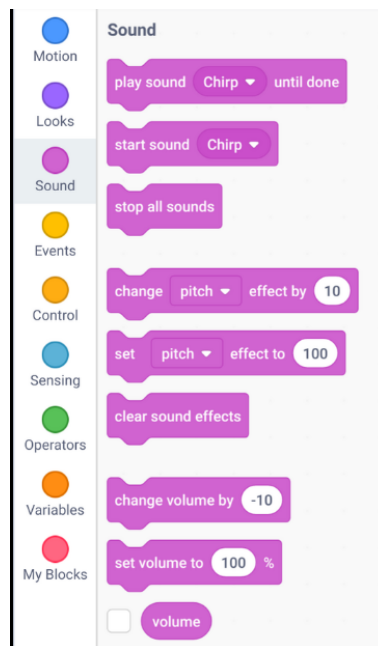 Motion
Looks
Sound
Events
Control
Sensing
Operators
Variables
My Blocks
Sound
play sound Chirp until done
start sound Chirp
stop all sounds
change pitch effect by 10
set pitch effect to 100
clear sound effects
change volume by -10
set volume to 100 %
volume